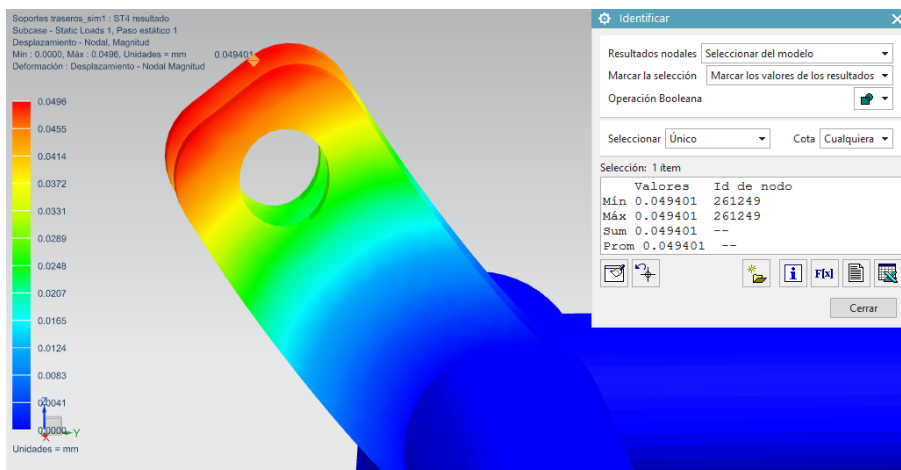 Soportes traseros_sim1 : ST4 resultado
Subcase - Static Loads 1, Paso estático 1
Desplazamiento - Nodal, Magnitud
Mín : 0.0000, Máx : 0.0496, Unidades = mm
Deformación : Desplazamiento - Nodal Magnitud
0.049401
0.0496
0.0455
0.0414
0.0372
0.0331
0.0289
0.0248
0.0207
0.0165
0.0124
0.0083
0.0041
0.0000
Z
Y
X
Unidades = mm
Identificar
Resultados nodales Seleccionar del modelo
Marcar la selección Marcar los valores de los resultados
Operación Booleana
Seleccionar Único Cota Cualquiera
Selección: 1 ítem
Valores Id de nodo
Mín 0.049401 261249
Máx 0.049401 261249
Sum 0.049401 --
Prom 0.049401 --
F[x]
Cerrar